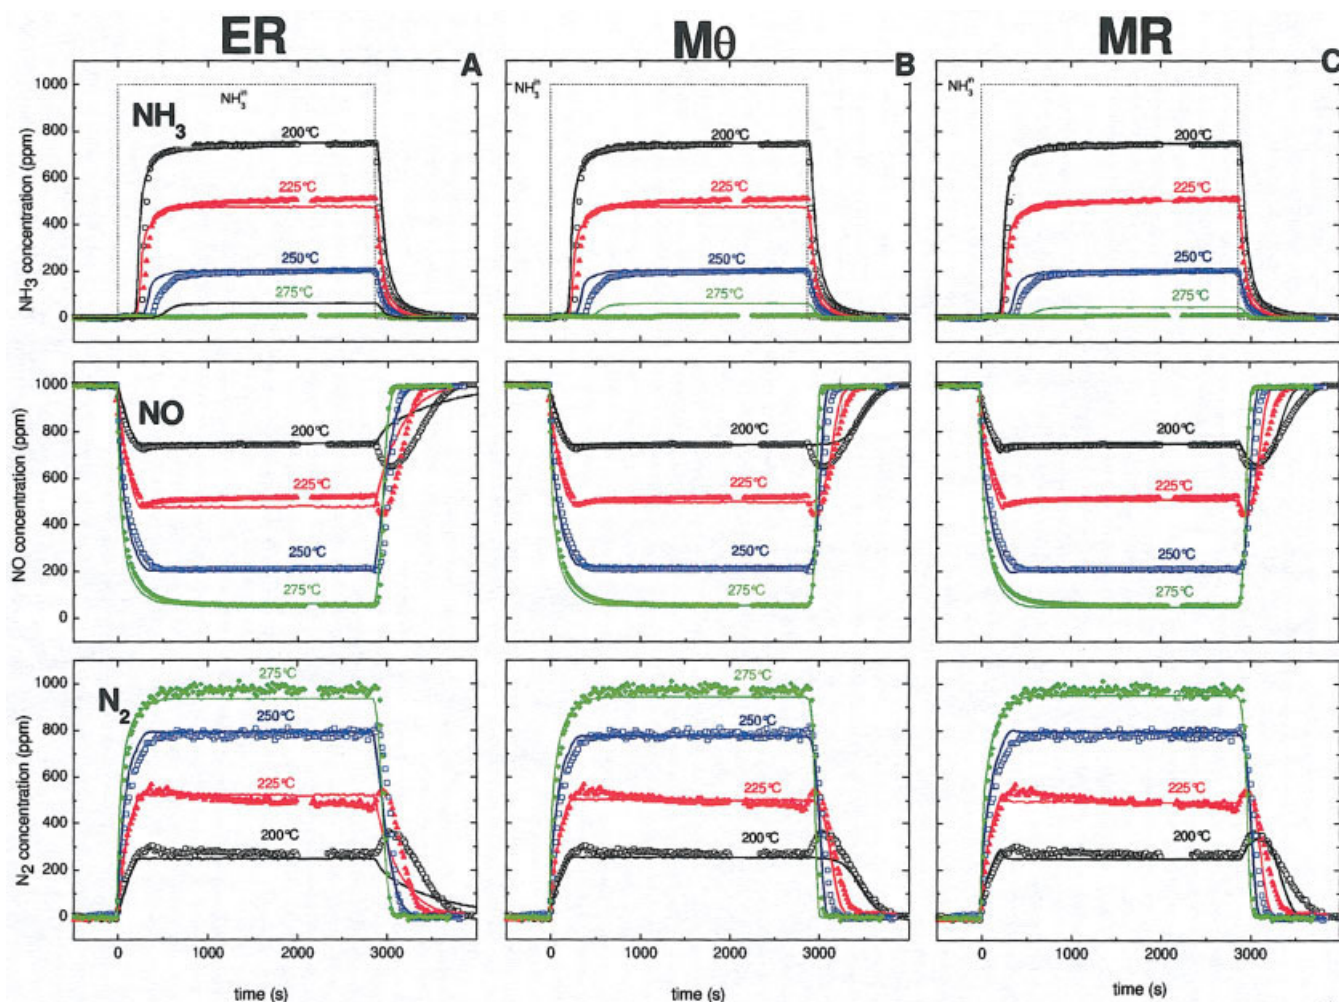 ER Mθ MR
A B C
NH₃ concentration (ppm)
1000
800
600
400
200
0
NH₃
NH₃ⁱⁿ
200°C
225°C
250°C
275°C
NH₃ⁱⁿ
200°C
225°C
250°C
275°C
NH₃ⁱⁿ
200°C
225°C
250°C
275°C
NO concentration (ppm)
1000
800
600
400
200
0
NO
200°C
225°C
250°C
275°C
200°C
225°C
250°C
275°C
200°C
225°C
250°C
275°C
N₂ concentration (ppm)
1000
800
600
400
200
0
N₂
275°C
250°C
225°C
200°C
275°C
250°C
225°C
200°C
275°C
250°C
225°C
200°C
0 1000 2000 3000 0 1000 2000 3000 0 1000 2000 3000
time (s) time (s) time (s)